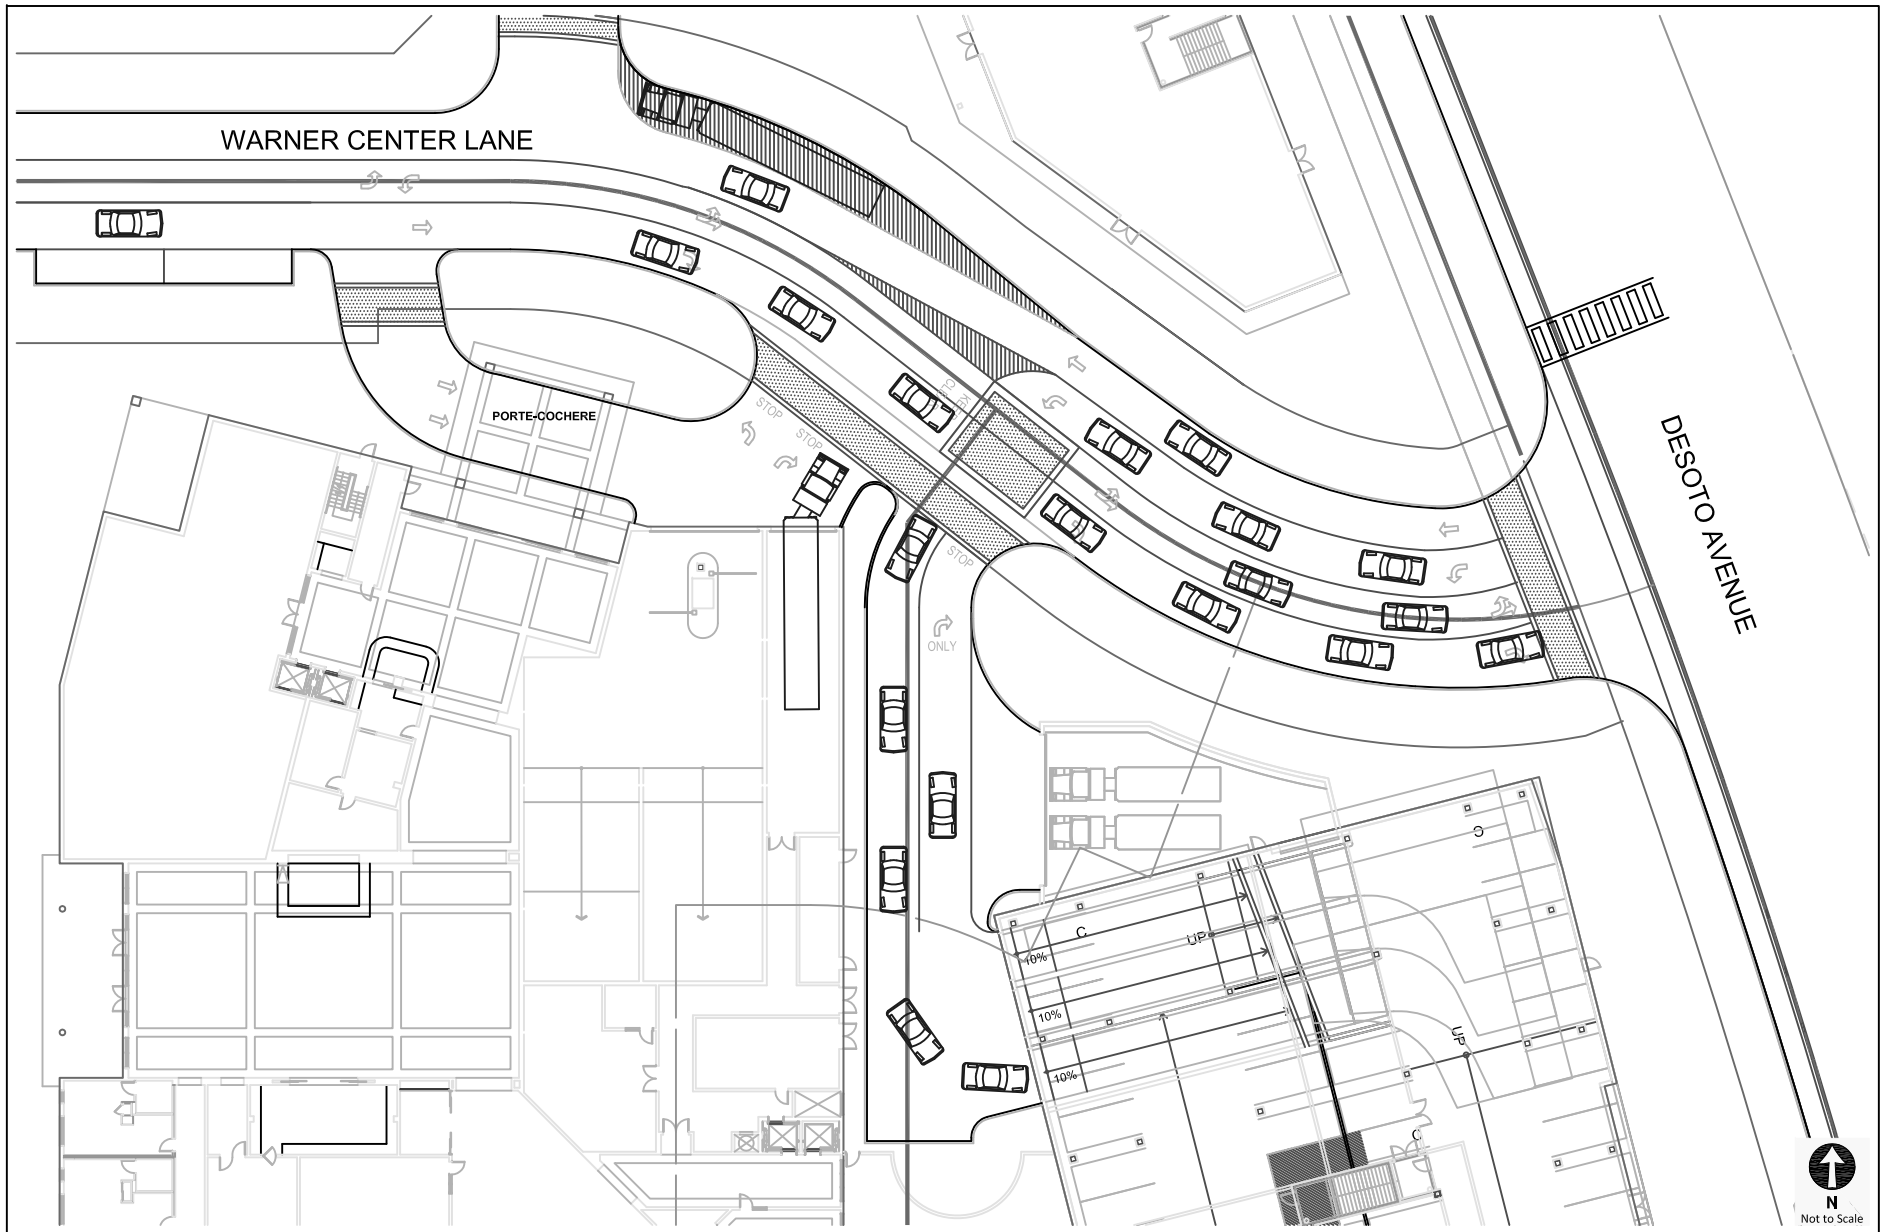 WARNER CENTER LANE
PORTE-COCHERE
STOP
STOP
STOP
ONLY
DESOTO AVENUE
C
UP
10%
10%
10%
UP
N
Not to Scale